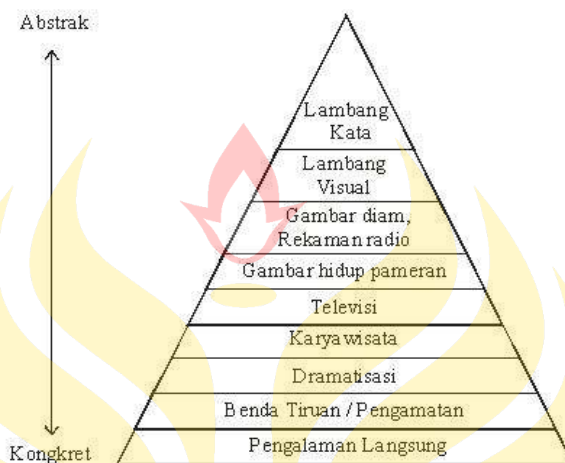 Abstrak
Lambang
Kata
Lambang
Visual
Gambar diam,
Rekaman radio
Gambar hidup pameran
Televisi
Karyawisata
Dramatisasi
Benda Tiruan / Pengamatan
Pengalaman Langsung
Kongkret